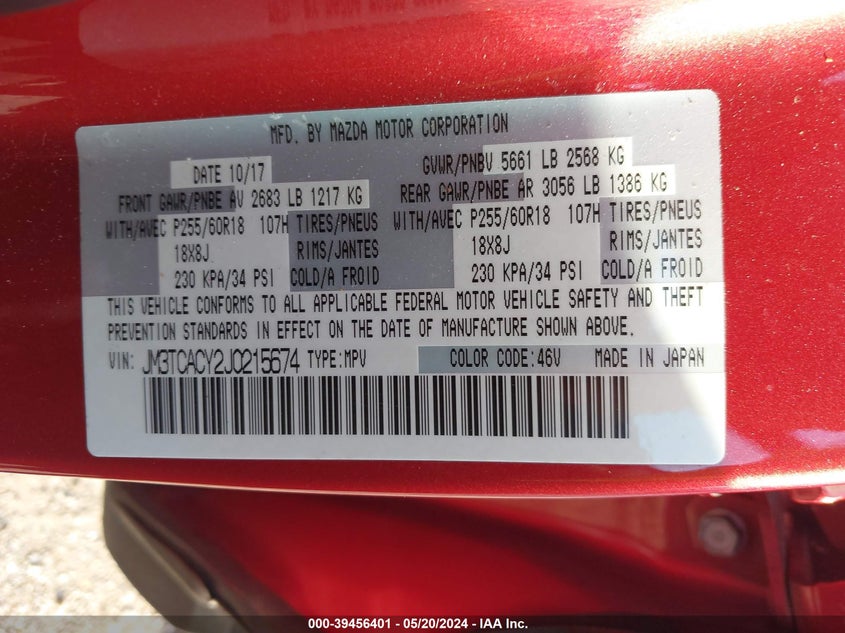 MFD. BY MAZDA MOTOR CORPORATION
DATE 10/17 GVWR/PNBV 5661 LB 2568 KG
FRONT GAWR/PNBE AV 2683 LB 1217 KG REAR GAWR/PNBE AR 3056 LB 1386 KG
WITH/AVEC P255/60R18 107H TIRES/PNEUS WITH/AVEC P255/60R18 107H TIRES/PNEUS
18X8J RIMS/JANTES 18X8J RIMS/JANTES
230 KPA/34 PSI COLD/A FROID 230 KPA/34 PSI COLD/A FROID
THIS VEHICLE CONFORMS TO ALL APPLICABLE FEDERAL MOTOR VEHICLE SAFETY AND THEFT
PREVENTION STANDARDS IN EFFECT ON THE DATE OF MANUFACTURE SHOWN ABOVE.
VIN: JM3TCACY2J0215674 TYPE:MPV COLOR CODE:46V MADE IN JAPAN
000-39456401 - 05/20/2024 - IAA Inc.